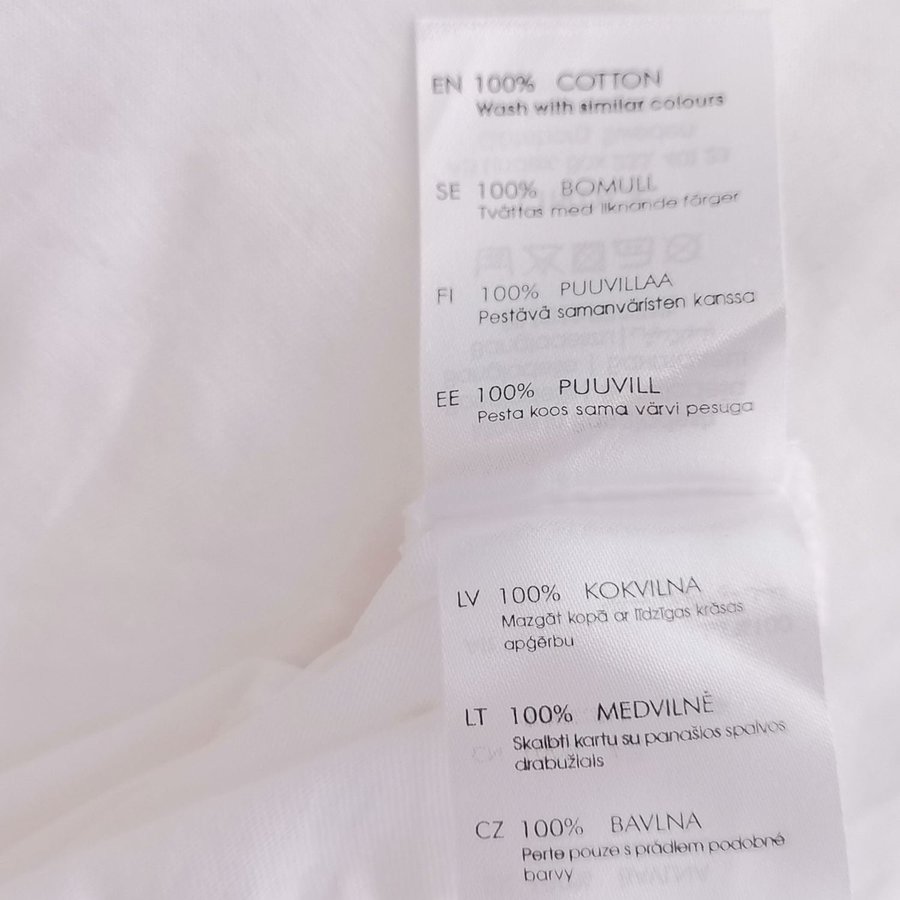 EN 100% COTTON
Wash with similar colours
SE 100% BOMULL
Tvättas med liknande färger
FI 100% PUUVILLAA
Pestävä samanväristen kanssa
EE 100% PUUVILL
Pesta koos sama värvi pesuga
LV 100% KOKVILNA
Mazgāt kopā ar līdzīgas krāsas
apģērbu
LT 100% MEDVILNĖ
Skalbti kartu su panašios spalvos
drabužiais
CZ 100% BAVLNA
Perte pouze s prádlem podobné
barvy